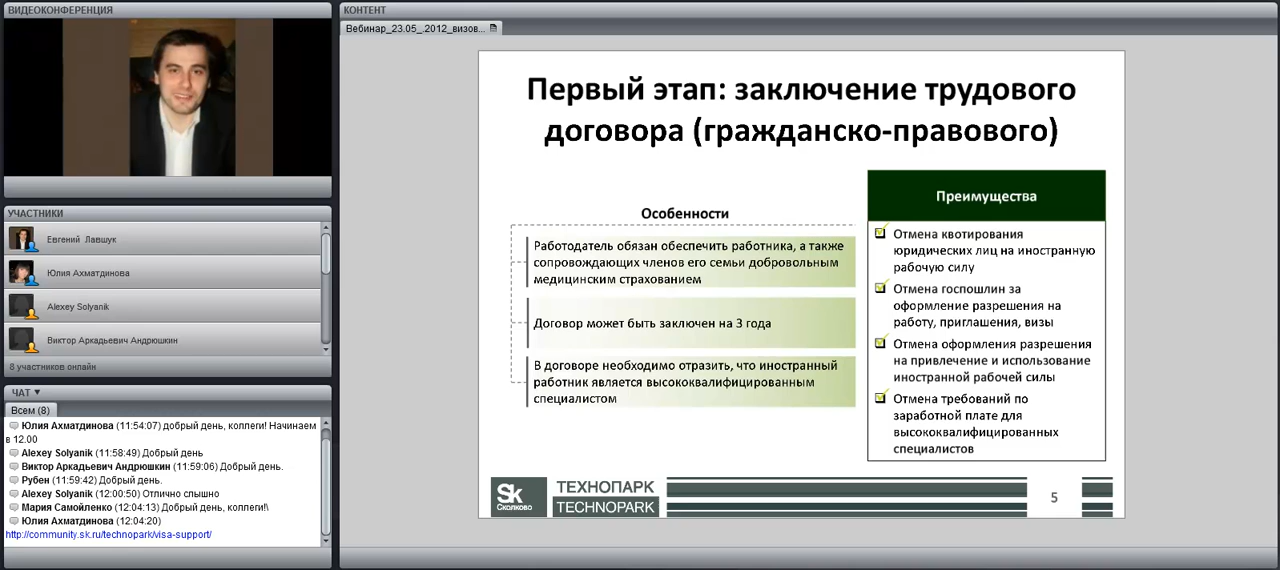 ВИДЕОКОНФЕРЕНЦИЯ
УЧАСТНИКИ
Евгений Лавшук
Юлия Ахматдинова
Alexey Solyanik
Виктор Аркадьевич Андрюшкин
8 участников онлайн
ЧАТ
Всем (8)
Юлия Ахматдинова (11:54:07) добрый день, коллеги! Начинаем
в 12.00
Alexey Solyanik (11:58:49) Добрый день
Виктор Аркадьевич Андрюшкин (11:59:06) Добрый день.
Рубен (11:59:42) Добрый день.
Alexey Solyanik (12:00:50) Отлично слышно
Мария Самойленко (12:04:13) Добрый день, коллеги!\
Юлия Ахматдинова (12:04:20)
http://community.sk.ru/technopark/visa-support/
КОНТЕНТ
Вебинар_23.05_.2012_визов...
Первый этап: заключение трудового
договора (гражданско-правового)
Особенности
Работодатель обязан обеспечить работника, а также
сопровождающих членов его семьи добровольным
медицинским страхованием
Договор может быть заключен на 3 года
В договоре необходимо отразить, что иностранный
работник является высококвалифицированным
специалистом
Преимущества
Отмена квотирования
юридических лиц на иностранную
рабочую силу
Отмена госпошлин за
оформление разрешения на
работу, приглашения, визы
Отмена оформления разрешения
на привлечение и использование
иностранной рабочей силы
Отмена требований по
заработной плате для
высококвалифицированных
специалистов
Sk
Сколково
ТЕХНОПАРК
TECHNOPARK
5